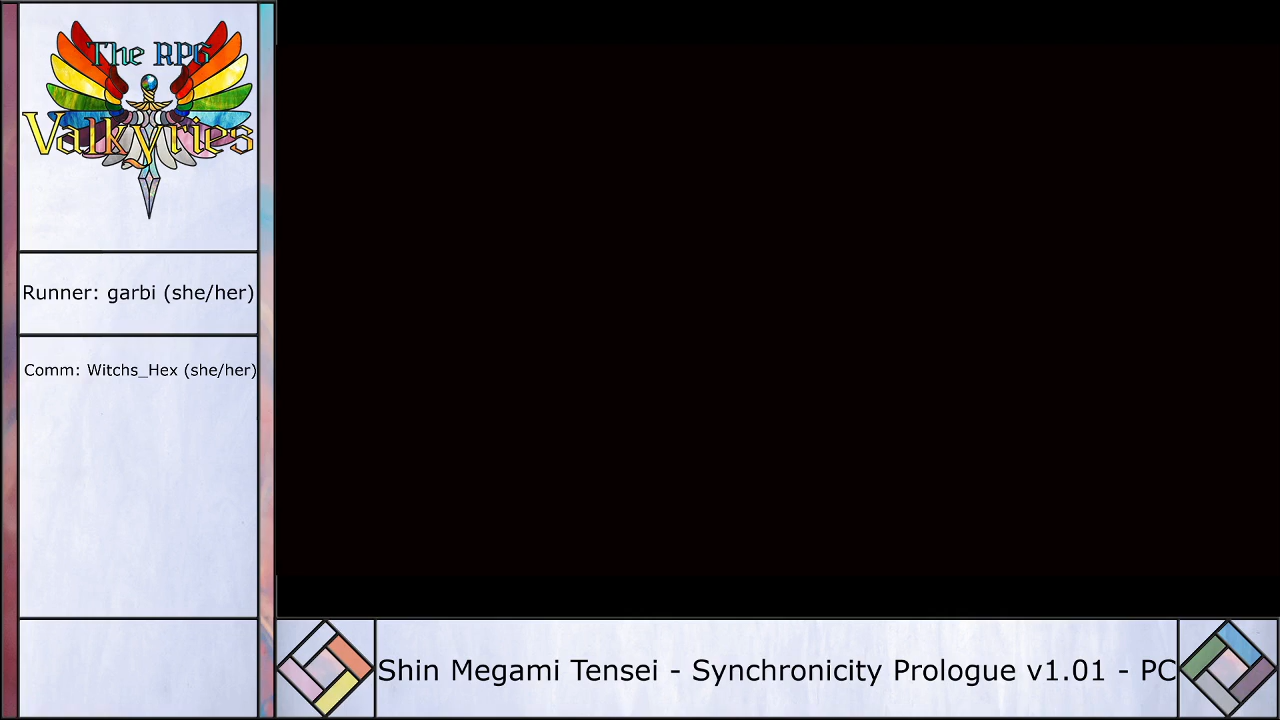 The RPG
Valkyries
Runner: garbi (she/her)
Comm: Witchs_Hex (she/her)
Shin Megami Tensei - Synchronicity Prologue v1.01 - PC